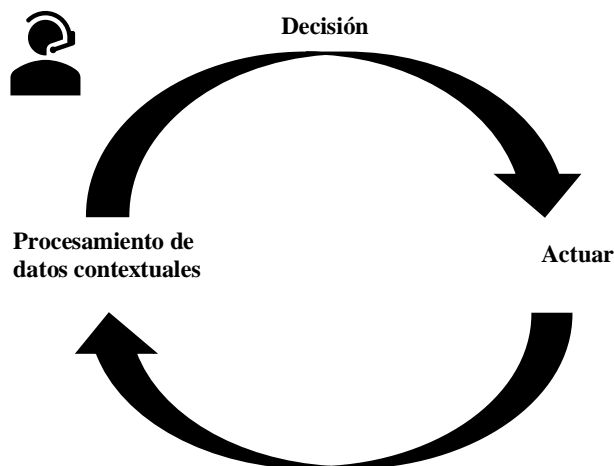 Decisión
Procesamiento de
datos contextuales
Actuar